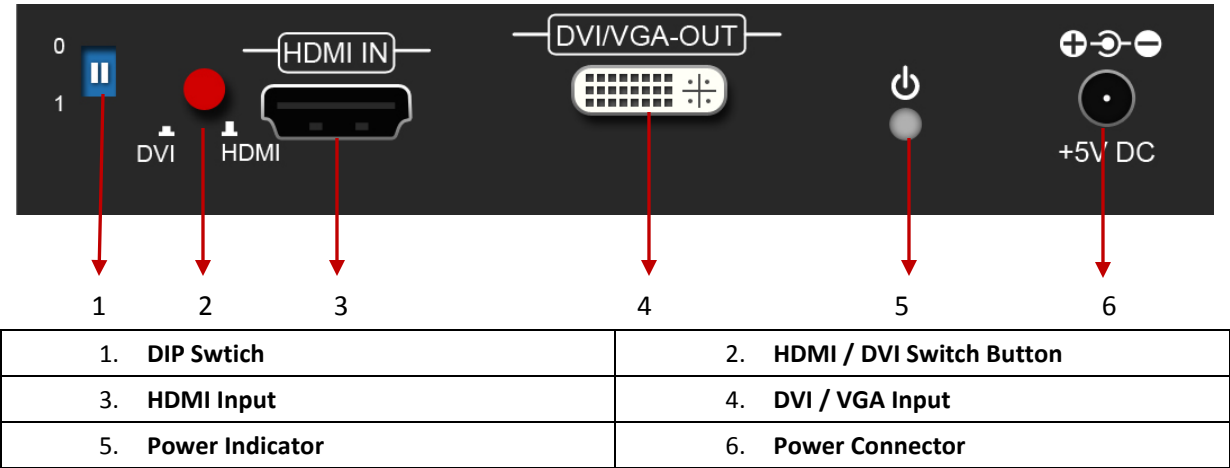 0
1
DVI
HDMI
HDMI IN
DVI/VGA-OUT
+5V DC
1 2 3 4 5 6
1. DIP Swtich
2. HDMI / DVI Switch Button
3. HDMI Input
4. DVI / VGA Input
5. Power Indicator
6. Power Connector